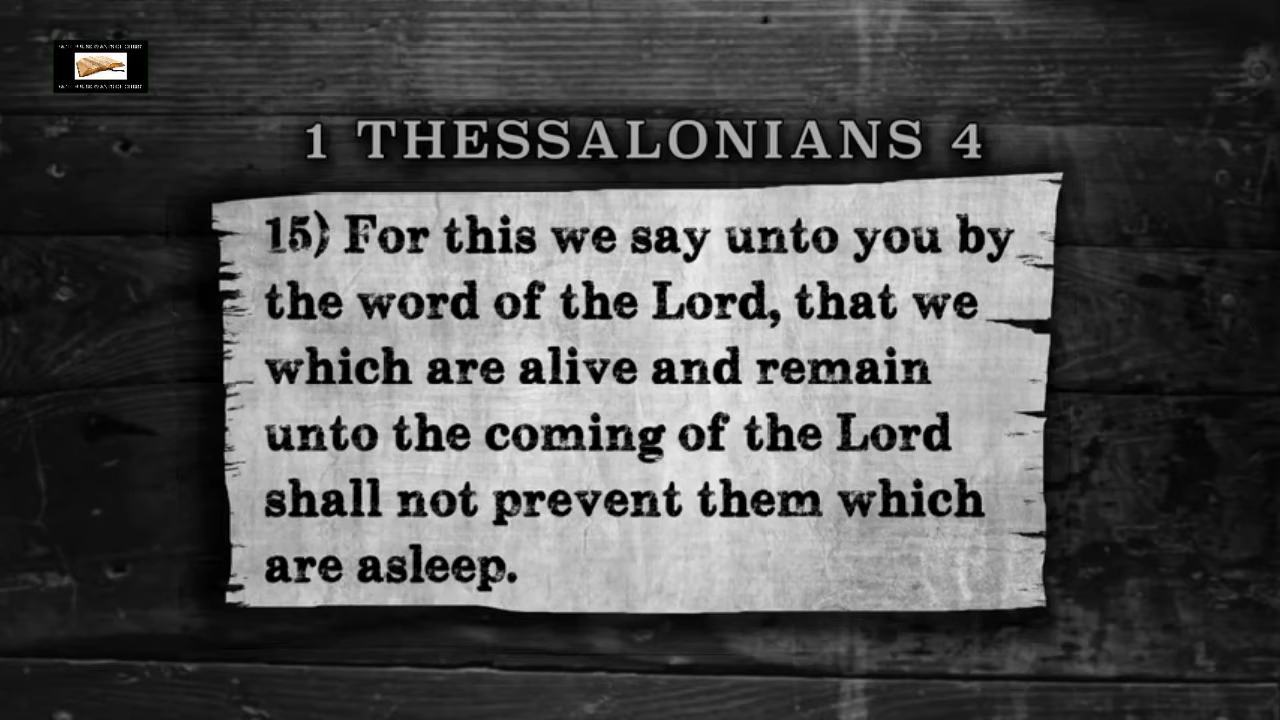 1 THESSALONIANS 4
15) For this we say unto you by
the word of the Lord, that we
which are alive and remain
unto the coming of the Lord
shall not prevent them which
are asleep.